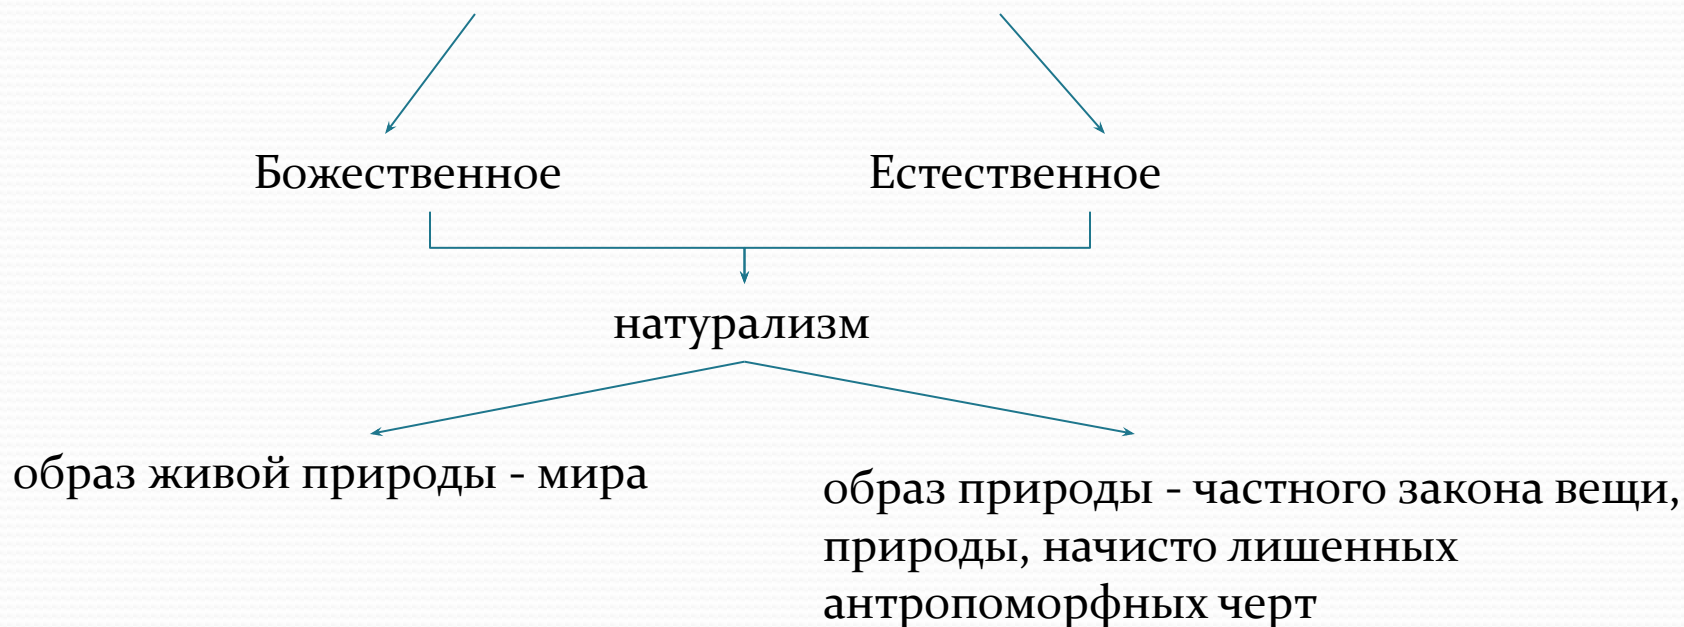 Божественное
Естественное
натурализм
образ живой природы - мира
образ природы - частного закона вещи,
природы, начисто лишенных
антропоморфных черт